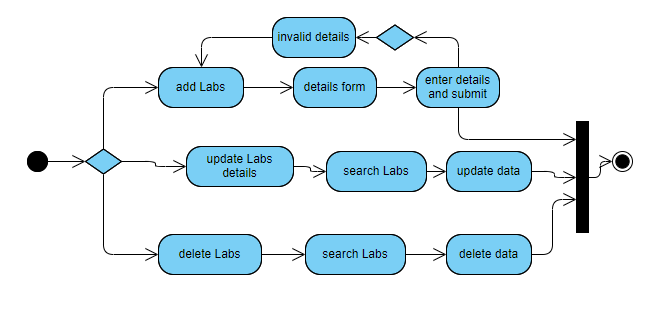 invalid details
add Labs
details form
enter details
and submit
update Labs
details
search Labs
update data
delete Labs
search Labs
delete data